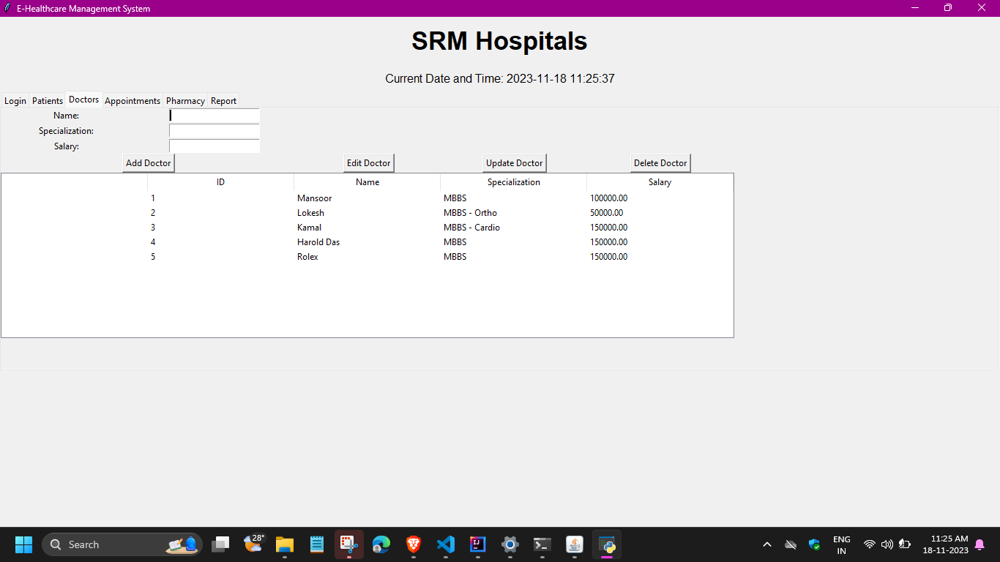 E-Healthcare Management System
SRM Hospitals
Current Date and Time: 2023-11-18 11:25:37
Login Patients Doctors Appointments Pharmacy Report
Name:
Specialization:
Salary:
Add Doctor Edit Doctor Update Doctor Delete Doctor
ID Name Specialization Salary
1 Mansoor MBBS 100000.00
2 Lokesh MBBS - Ortho 50000.00
3 Kamal MBBS - Cardio 150000.00
4 Harold Das MBBS 150000.00
5 Rolex MBBS 150000.00
Search 28° IJ ENG IN 11:25 AM
18-11-2023